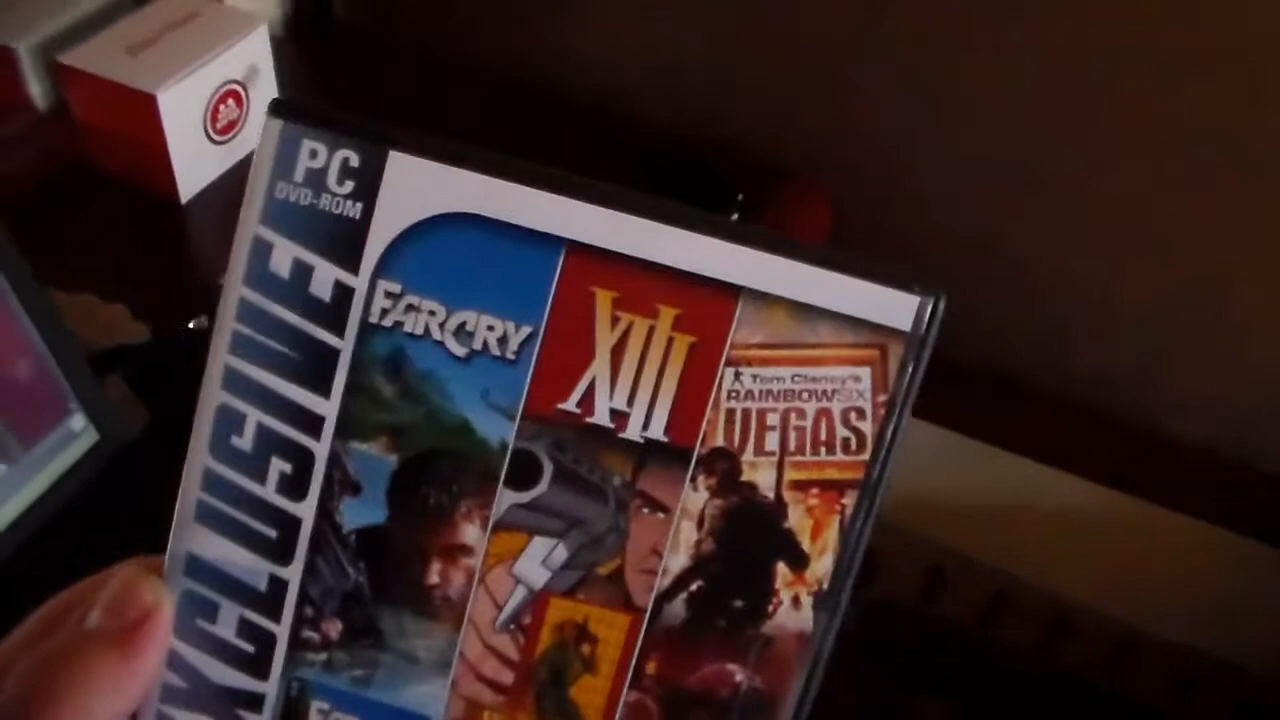 PC
DVD-ROM
EXCLUSIVE
FARCRY
XIII
Tom Clancy's
RAINBOWSIX
VEGAS